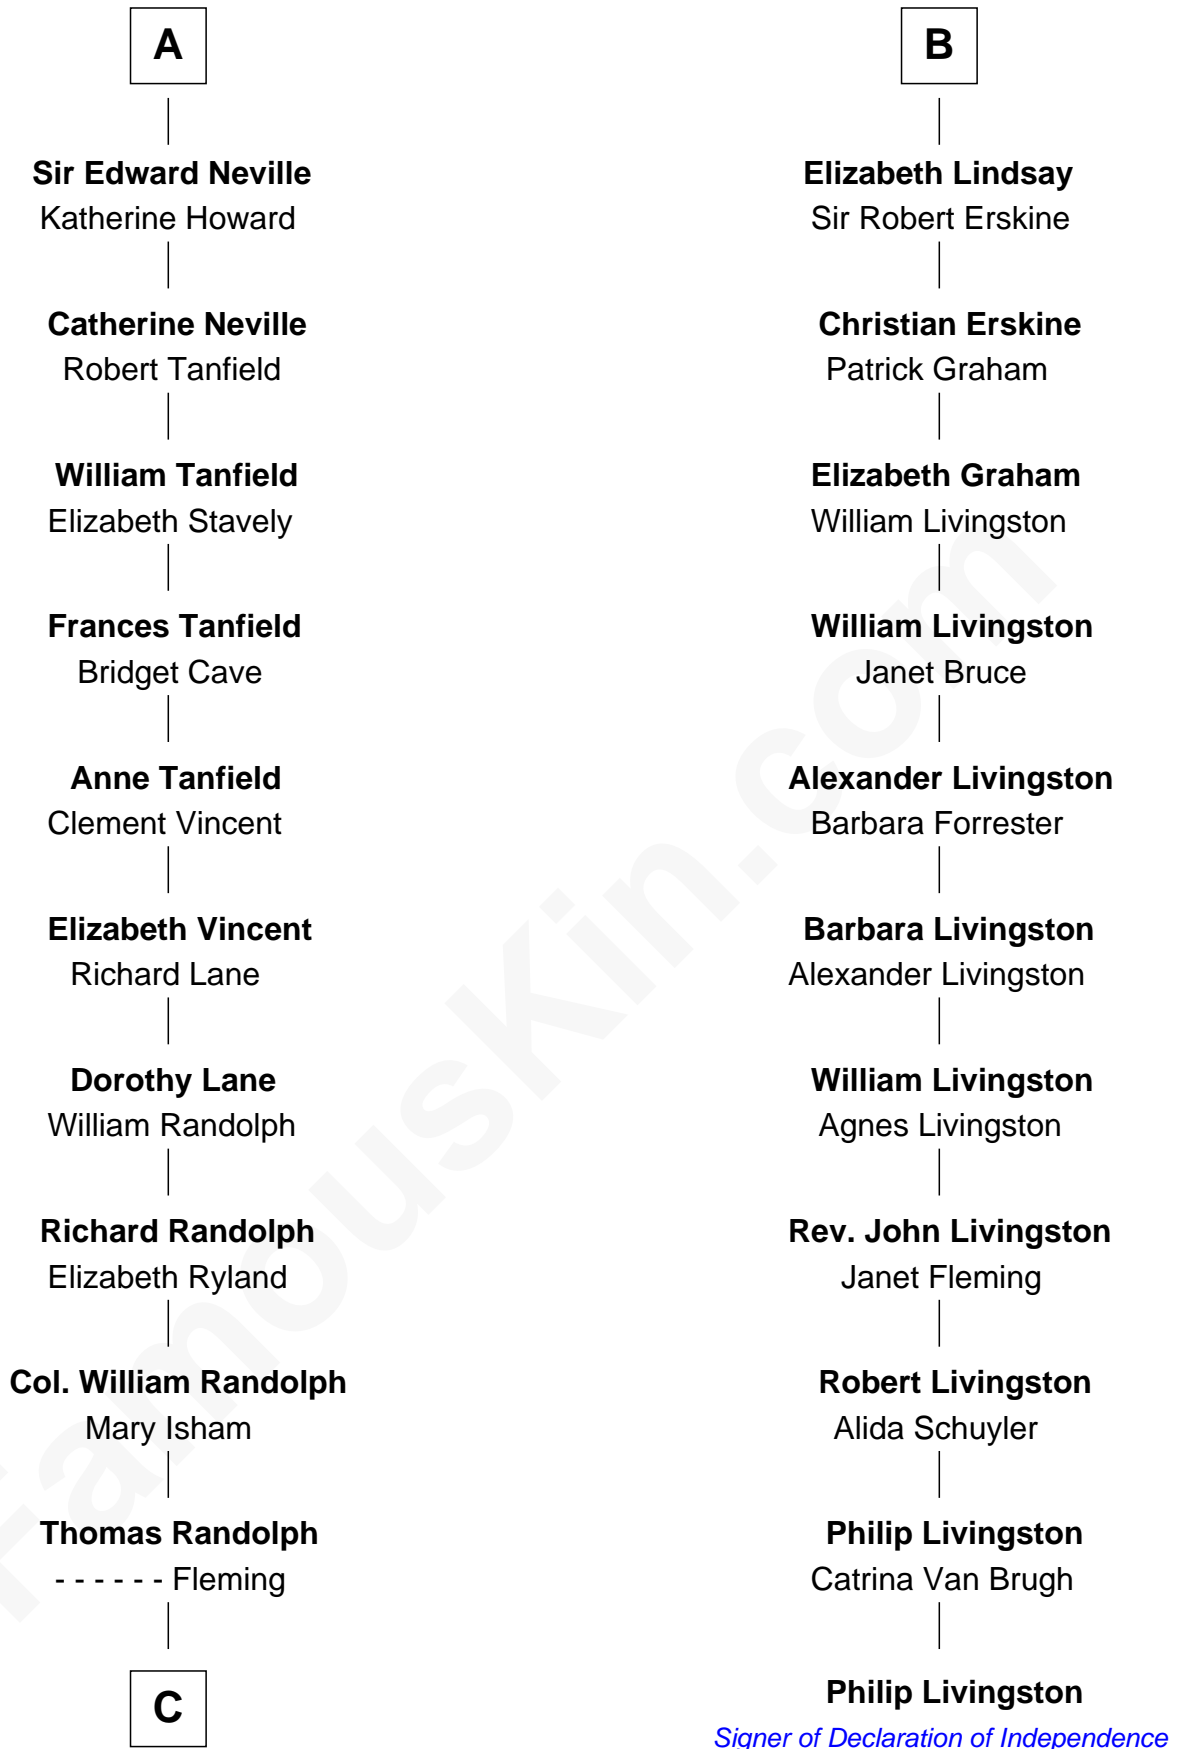 A
Sir Edward Neville
Katherine Howard
Catherine Neville
Robert Tanfield
William Tanfield
Elizabeth Stavely
Frances Tanfield
Bridget Cave
Anne Tanfield
Clement Vincent
Elizabeth Vincent
Richard Lane
Dorothy Lane
William Randolph
Richard Randolph
Elizabeth Ryland
Col. William Randolph
Mary Isham
Thomas Randolph
- - - - - - Fleming
C
B
Elizabeth Lindsay
Sir Robert Erskine
Christian Erskine
Patrick Graham
Elizabeth Graham
William Livingston
William Livingston
Janet Bruce
Alexander Livingston
Barbara Forrester
Barbara Livingston
Alexander Livingston
William Livingston
Agnes Livingston
Rev. John Livingston
Janet Fleming
Robert Livingston
Alida Schuyler
Philip Livingston
Catrina Van Brugh
Philip Livingston
Signer of Declaration of Independence
FamousKin.com